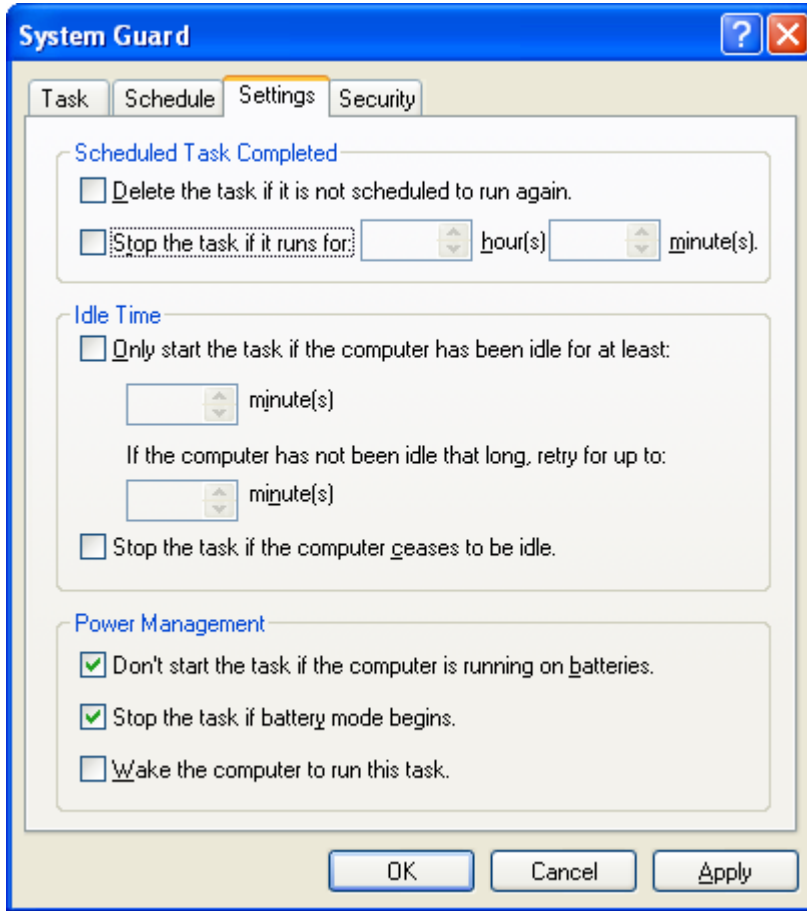 System Guard
Task Schedule Settings Security
Scheduled Task Completed
Delete the task if it is not scheduled to run again.
Stop the task if it runs for: hour(s) minute(s).
Idle Time
Only start the task if the computer has been idle for at least:
minute(s)
If the computer has not been idle that long, retry for up to:
minute(s)
Stop the task if the computer ceases to be idle.
Power Management
Don't start the task if the computer is running on batteries.
Stop the task if battery mode begins.
Wake the computer to run this task.
OK Cancel Apply